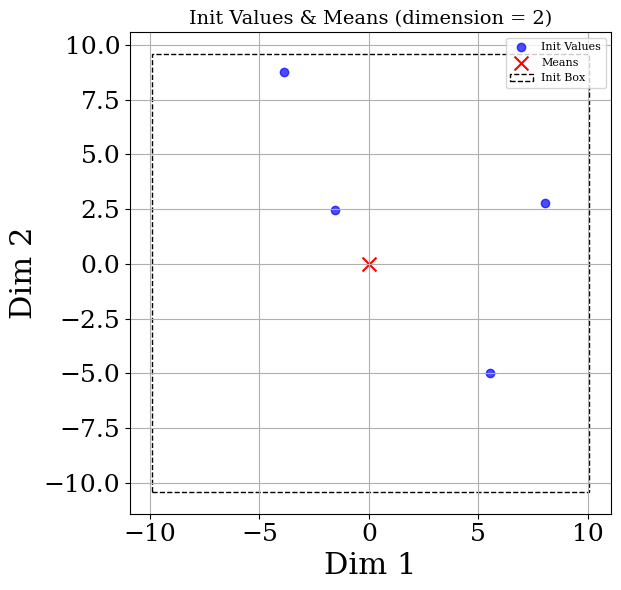 Init Values & Means (dimension = 2)
Init Values
Means
Init Box
Dim 2
10.0
7.5
5.0
2.5
0.0
−2.5
−5.0
−7.5
−10.0
−10 −5 0 5 10
Dim 1